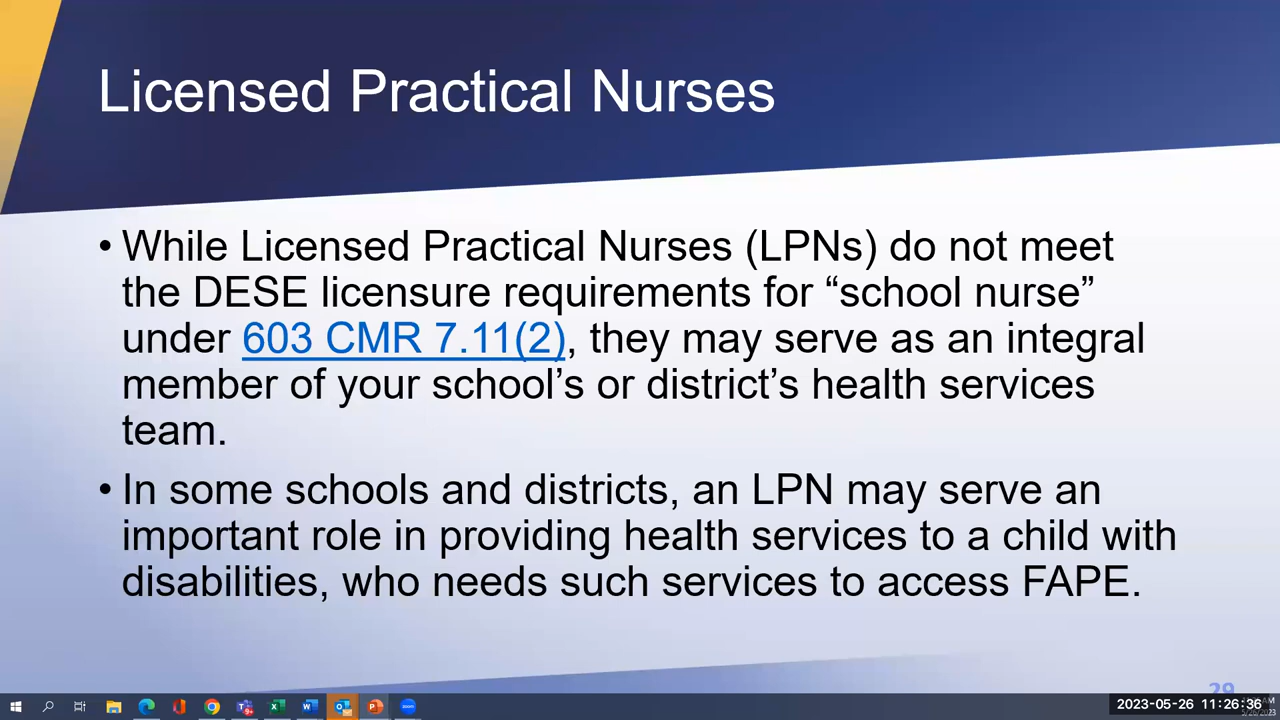 Licensed Practical Nurses
• While Licensed Practical Nurses (LPNs) do not meet
the DESE licensure requirements for “school nurse”
under 603 CMR 7.11(2), they may serve as an integral
member of your school’s or district’s health services
team.
• In some schools and districts, an LPN may serve an
important role in providing health services to a child with
disabilities, who needs such services to access FAPE.
29
2023-05-26 11:26:36